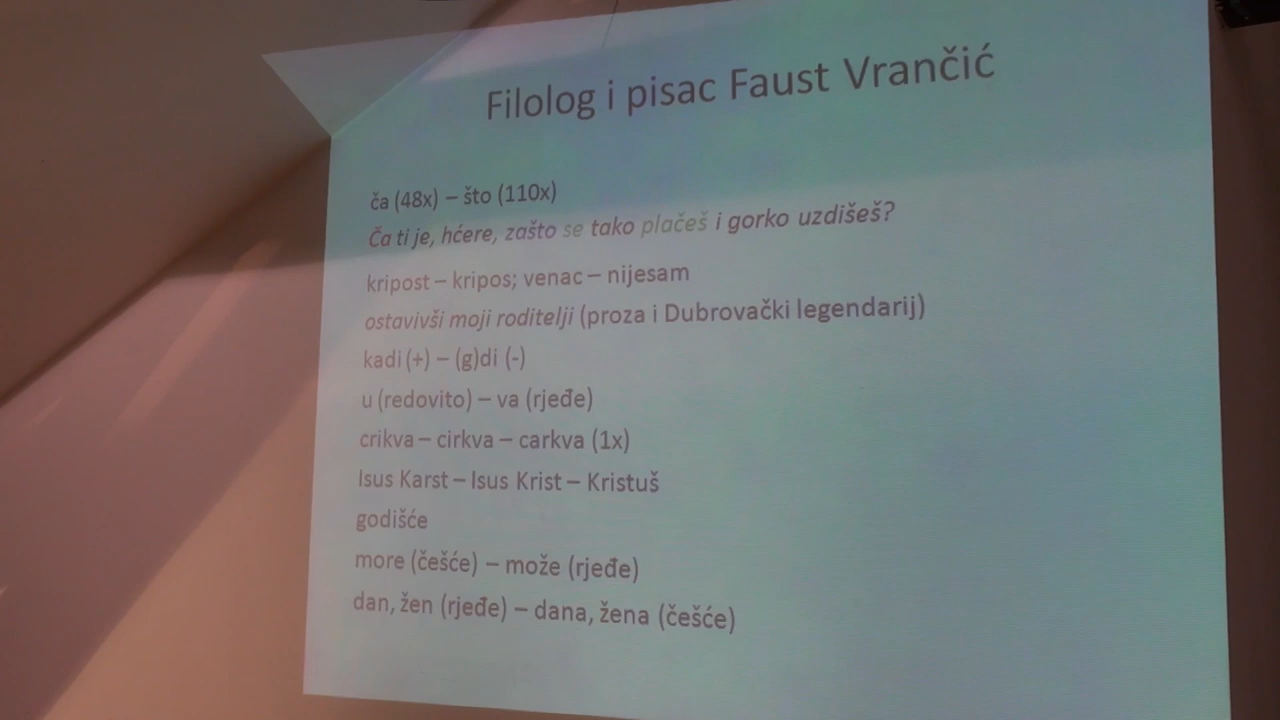 Filolog i pisac Faust Vrančić
ča (48x) – što (110x)
Ča ti je, hćere, zašto se tako plačeš i gorko uzdišeš?
kripost – kripos; venac – nijesam
ostavivši moji roditelji (proza i Dubrovački legendarij)
kadi (+) – (g)di (-)
u (redovito) – va (rjeđe)
crikva – cirkva – carkva (1x)
Isus Karst – Isus Krist – Kristuš
godišće
more (češće) – može (rjeđe)
dan, žen (rjeđe) – dana, žena (češće)